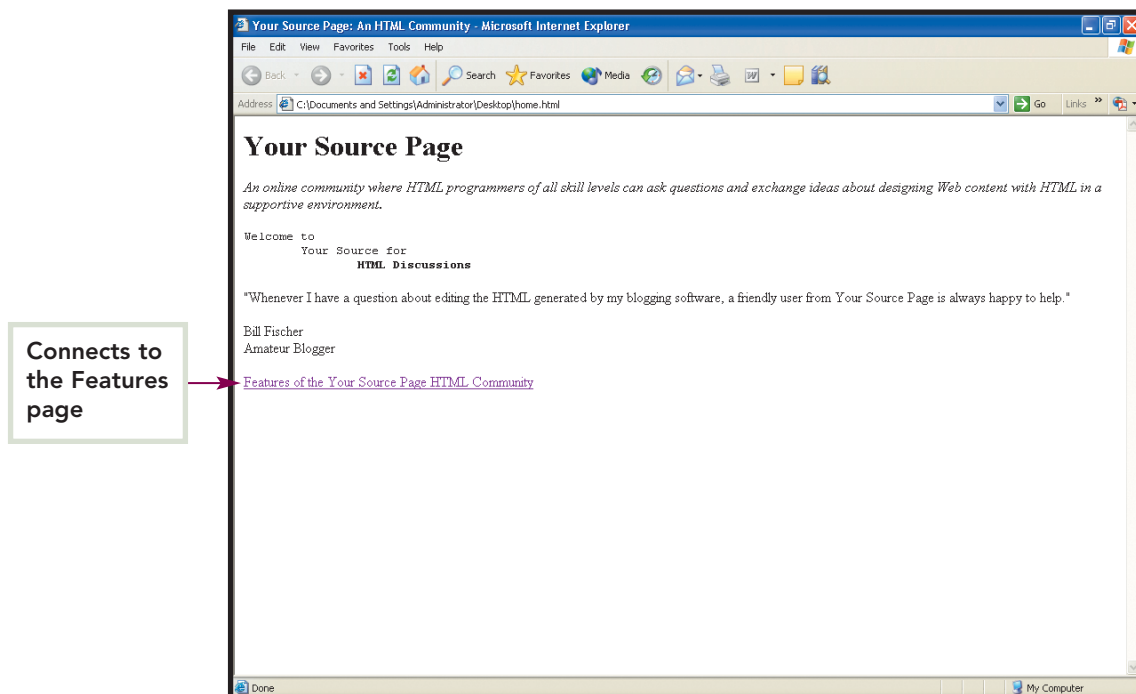 Your Source Page: An HTML Community - Microsoft Internet Explorer
File Edit View Favorites Tools Help
Back Search Favorites Media
Address C:\Documents and Settings\Administrator\Desktop\home.html Go Links »
Your Source Page
An online community where HTML programmers of all skill levels can ask questions and exchange ideas about designing Web content with HTML in a
supportive environment.
Welcome to
Your Source for
HTML Discussions
"Whenever I have a question about editing the HTML generated by my blogging software, a friendly user from Your Source Page is always happy to help."
Bill Fischer
Amateur Blogger
Connects to
the Features
page
Features of the Your Source Page HTML Community
Done My Computer